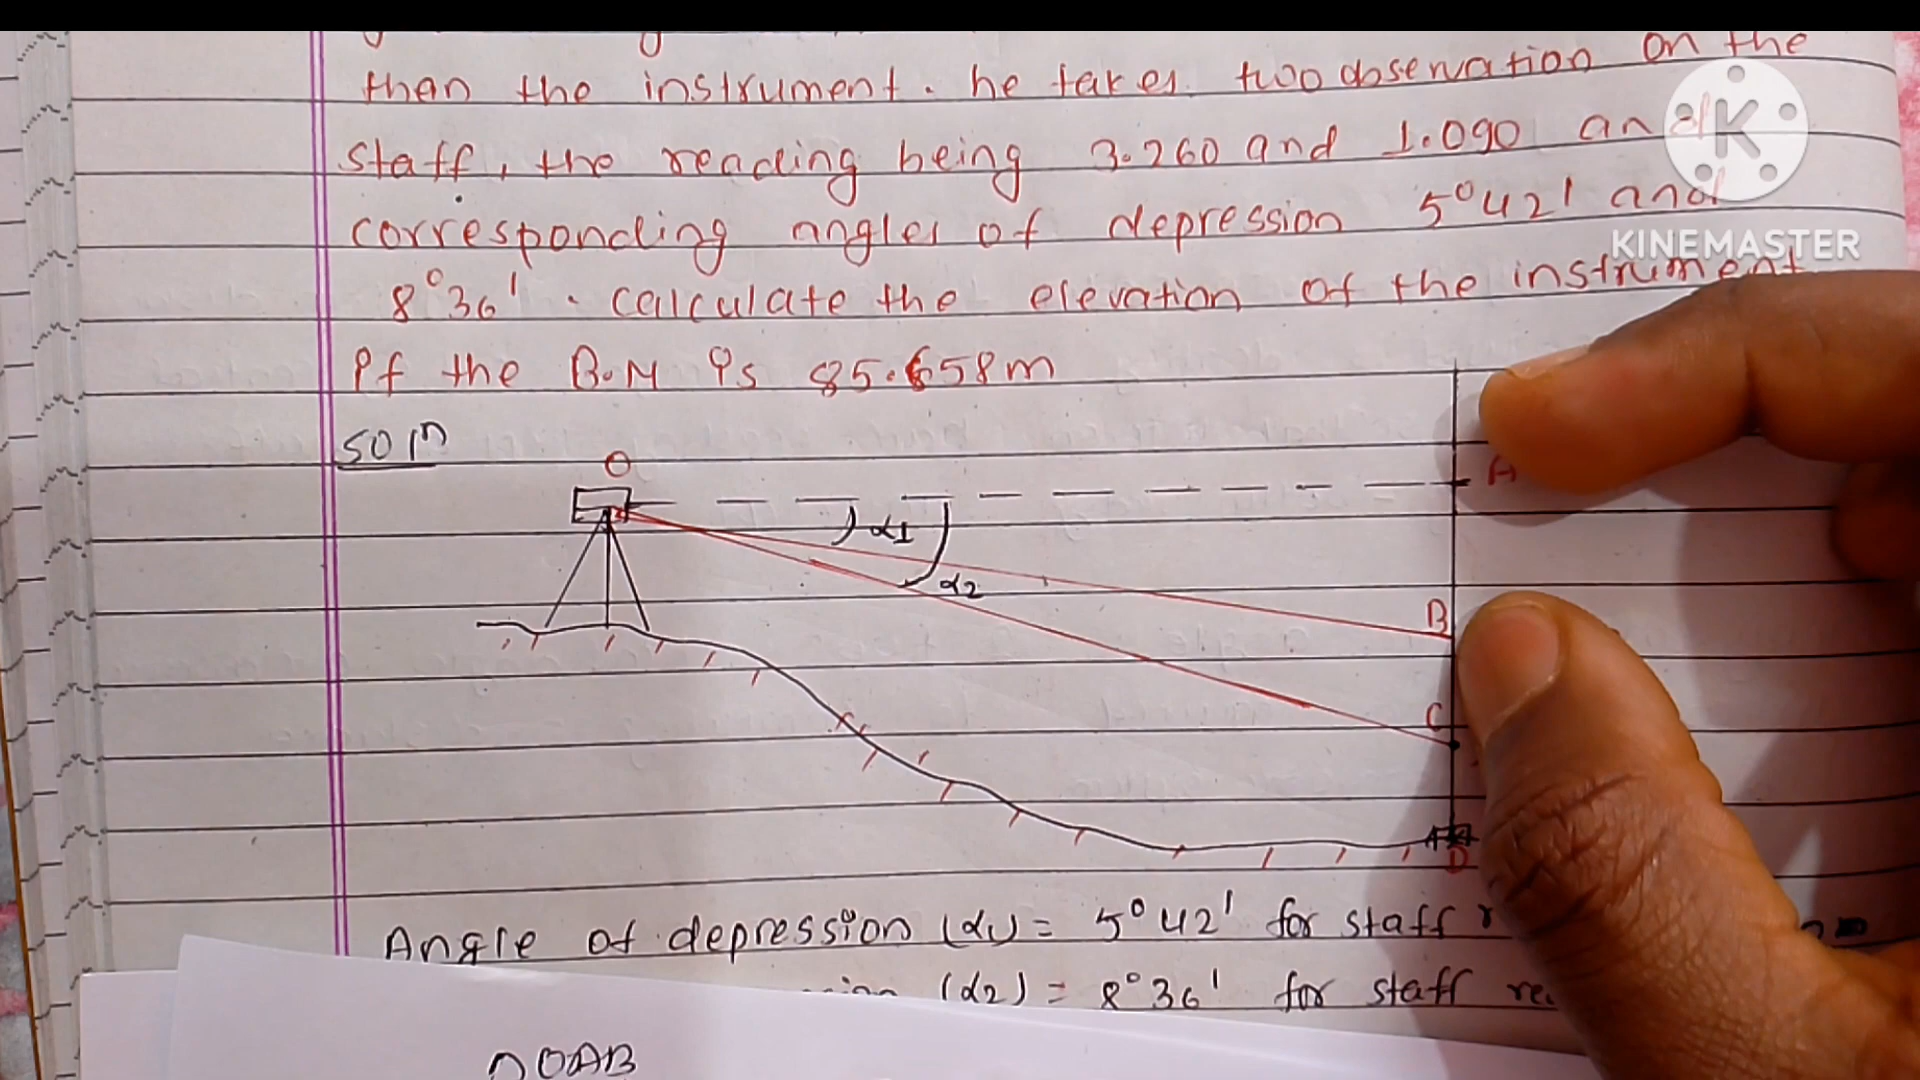 than the instrument. he takes two observation on the
staff, the reading being 3.260 and 1.090 and
corresponding angles of depression 5°42' and
8°36'. calculate the elevation of the instrument
If the B.M is 85.658m
soln
O
A
α1
α2
B
C
D
Angle of depression (α1) = 5°42' for staff
(α2) = 8°36' for staff
OAB
K
KINEMASTER